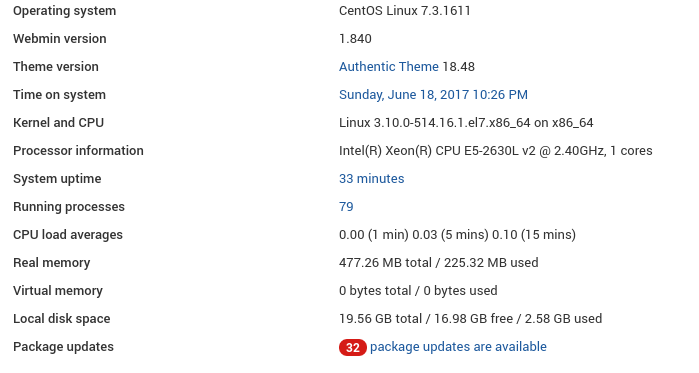 Operating system CentOS Linux 7.3.1611
Webmin version 1.840
Theme version Authentic Theme 18.48
Time on system Sunday, June 18, 2017 10:26 PM
Kernel and CPU Linux 3.10.0-514.16.1.el7.x86_64 on x86_64
Processor information Intel(R) Xeon(R) CPU E5-2630L v2 @ 2.40GHz, 1 cores
System uptime 33 minutes
Running processes 79
CPU load averages 0.00 (1 min) 0.03 (5 mins) 0.10 (15 mins)
Real memory 477.26 MB total / 225.32 MB used
Virtual memory 0 bytes total / 0 bytes used
Local disk space 19.56 GB total / 16.98 GB free / 2.58 GB used
Package updates 32 package updates are available